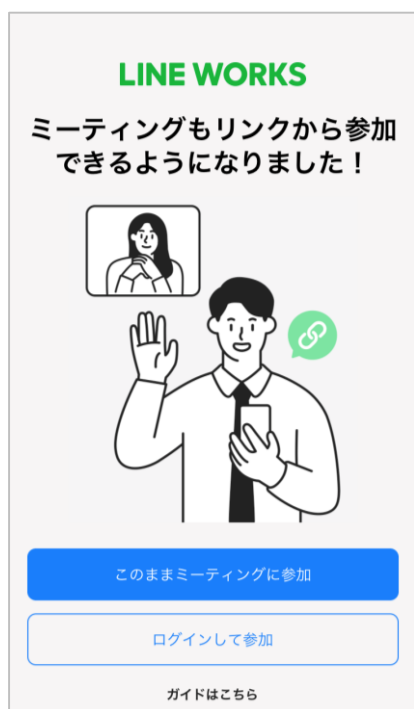 LINE WORKS
ミーティングもリンクから参加
できるようになりました！
このままミーティングに参加
ログインして参加
ガイドはこちら